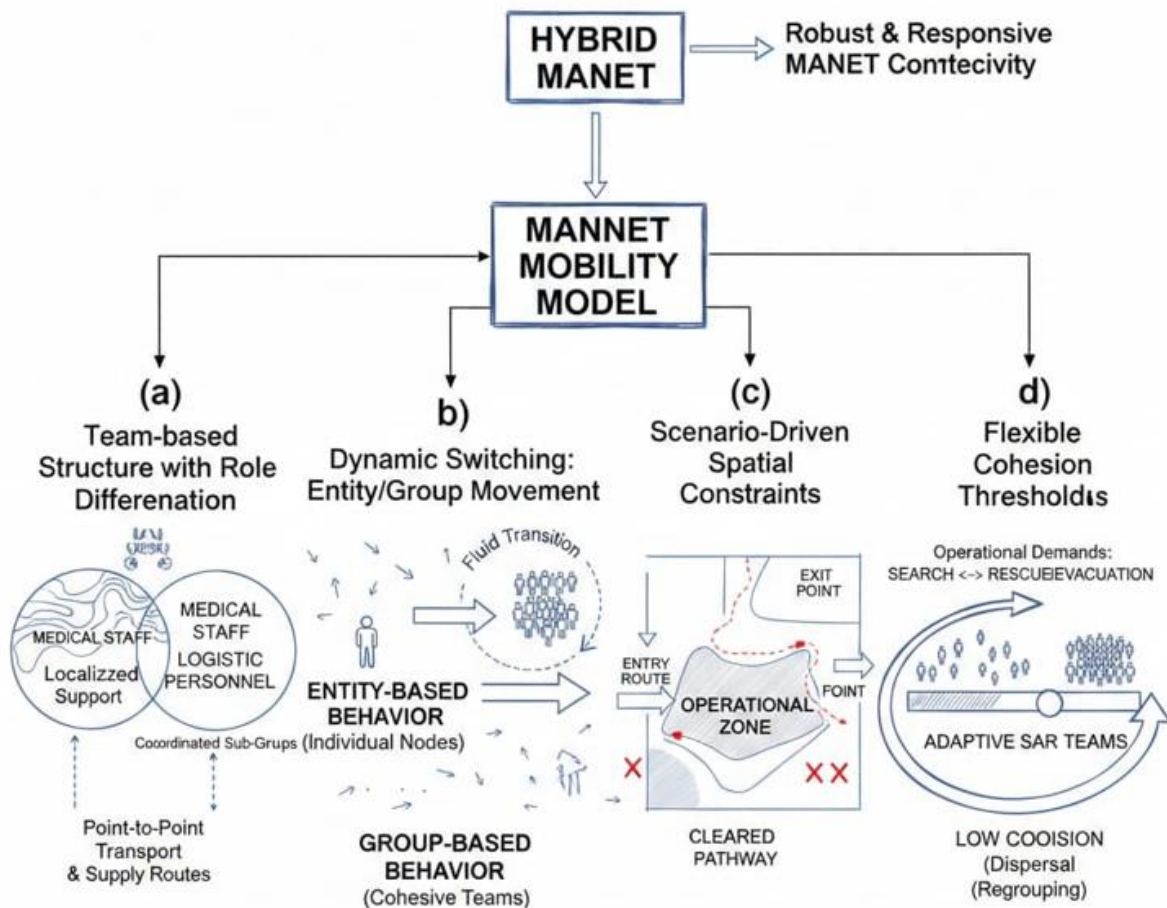 HYBRID
MANET
Robust & Responsive
MANET Comtecivity
MANNET
MOBILITY
MODEL
(a)
Team-based
Structure with Role
Differenation
MEDICAL STAFF
Localizzed
Support
MEDICAL
STAFF
LOGISTIC
PERSONNEL
Cocordinated Sub-Grups
Point-to-Point
Transport
& Supply Routes
b)
Dynamic Switching:
Entity/Group Movement
Fluid Transition
ENTITY-BASED
BEHAVIOR
(Individual Nodes)
GROUP-BASED
BEHAVIOR
(Cohesive Teams)
(c)
Scenario-Driven
Spatial
Constraints
EXIT
POINT
ENTRY
ROUTE
FOINT
OPERATIONAL
ZONE
CLEARED
PATHWAY
d)
Flexible
Cohesion
Operational Demands:
SEARCH <-> RESCUEIEVACUATION
ADAPTIVE SAR TEAMS
LOW COOISION
(Dispersal
(Regrouping)